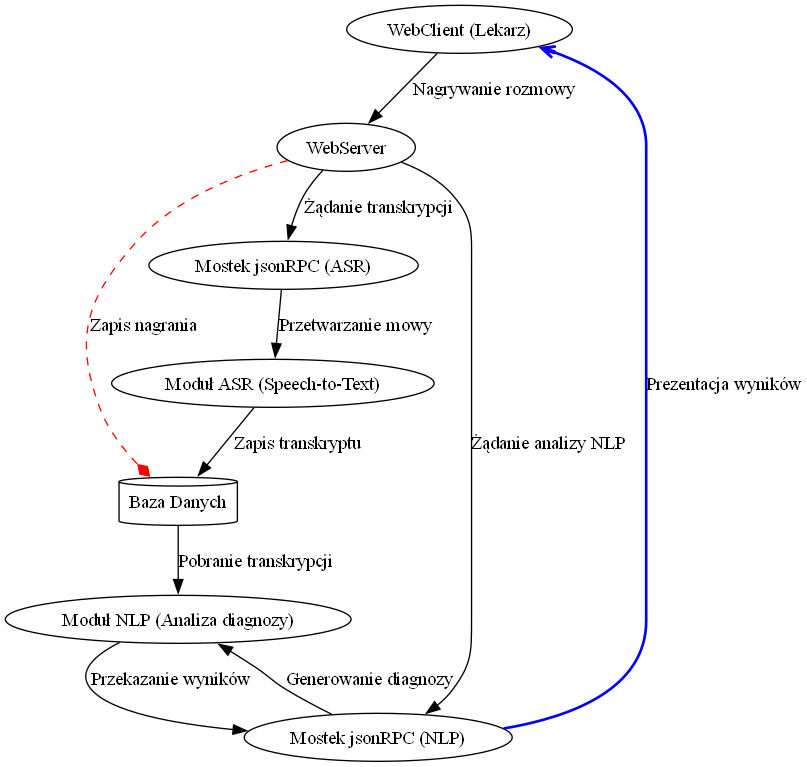 WebClient (Lekarz)
Nagrywanie rozmowy
WebServer
Żądanie transkrypcji
Mostek jsonRPC (ASR)
Zapis nagrania
Przetwarzanie mowy
Moduł ASR (Speech-to-Text)
Prezentacja wyników
Zapis transkryptu
Żądanie analizy NLP
Baza Danych
Pobranie transkrypcji
Moduł NLP (Analiza diagnozy)
Przekazanie wyników
Generowanie diagnozy
Mostek jsonRPC (NLP)